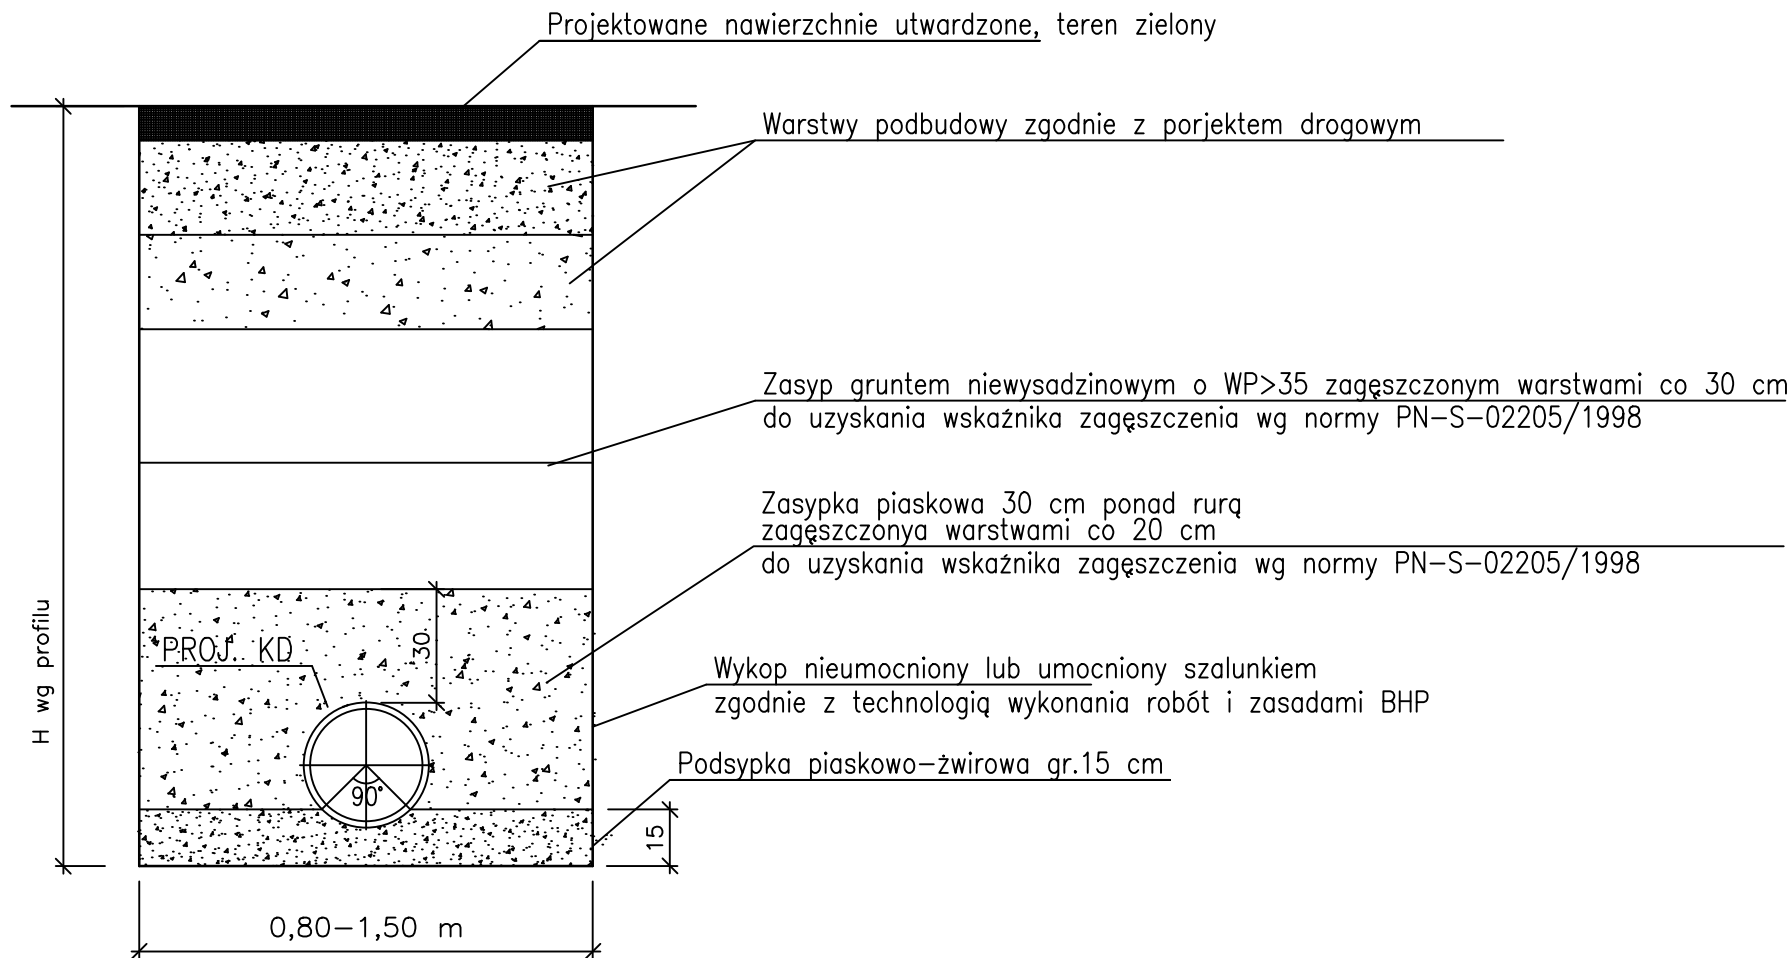 Projektowane nawierzchnie utwardzone, teren zielony
Warstwy podbudowy zgodnie z porjektem drogowym
Zasyp gruntem niewysadzinowym o WP>35 zagęszczonym warstwami co 30 cm
do uzyskania wskaźnika zagęszczenia wg normy PN-S-02205/1998
Zasypka piaskowa 30 cm ponad rurą
zagęszczonya warstwami co 20 cm
do uzyskania wskaźnika zagęszczenia wg normy PN-S-02205/1998
H wg profilu
PROJ. KD
30
Wykop nieumocniony lub umocniony szalunkiem
zgodnie z technologią wykonania robót i zasadami BHP
Podsypka piaskowo-żwirowa gr.15 cm
90°
15
0,80-1,50 m